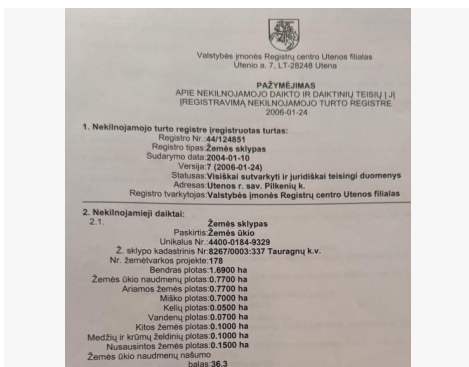 Valstybės įmonės Registrų centro Utenos filialas
Utenio a. 7, LT-28248 Utena
PAŽYMĖJIMAS
APIE NEKILNOJAMOJO DAIKTO IR DAIKTINIŲ TEISIŲ Į JĮ
ĮREGISTRAVIMĄ NEKILNOJAMOJO TURTO REGISTRE
2006-01-24
1. Nekilnojamojo turto registre įregistruotas turtas:
Registro Nr.:44/124851
Registro tipas:Žemės sklypas
Sudarymo data:2004-01-10
Versija:7 (2006-01-24)
Statusas:Visiškai sutvarkyti ir juridiškai teisingi duomenys
Adresas:Utenos r. sav. Pilkenių k.
Registro tvarkytojas:Valstybės įmonės Registrų centro Utenos filialas
2. Nekilnojamieji daiktai:
2.1. Žemės sklypas
Paskirtis:Žemės ūkio
Unikalus Nr.:4400-0184-9329
Ž. sklypo kadastrinis Nr:8267/0003:337 Tauragnų k.v.
Nr. žemėtvarkos projekte:178
Bendras plotas:1.6900 ha
Žemės ūkio naudmenų plotas:0.7700 ha
Ariamos žemės plotas:0.7700 ha
Miško plotas:0.7000 ha
Kelių plotas:0.0500 ha
Vandenų plotas:0.0700 ha
Kitos žemės plotas:0.1000 ha
Medžių ir krūmų želdinių plotas:0.1000 ha
Nusausintos žemės plotas:0.1500 ha
Žemės ūkio naudmenų našumo
balas:36.3